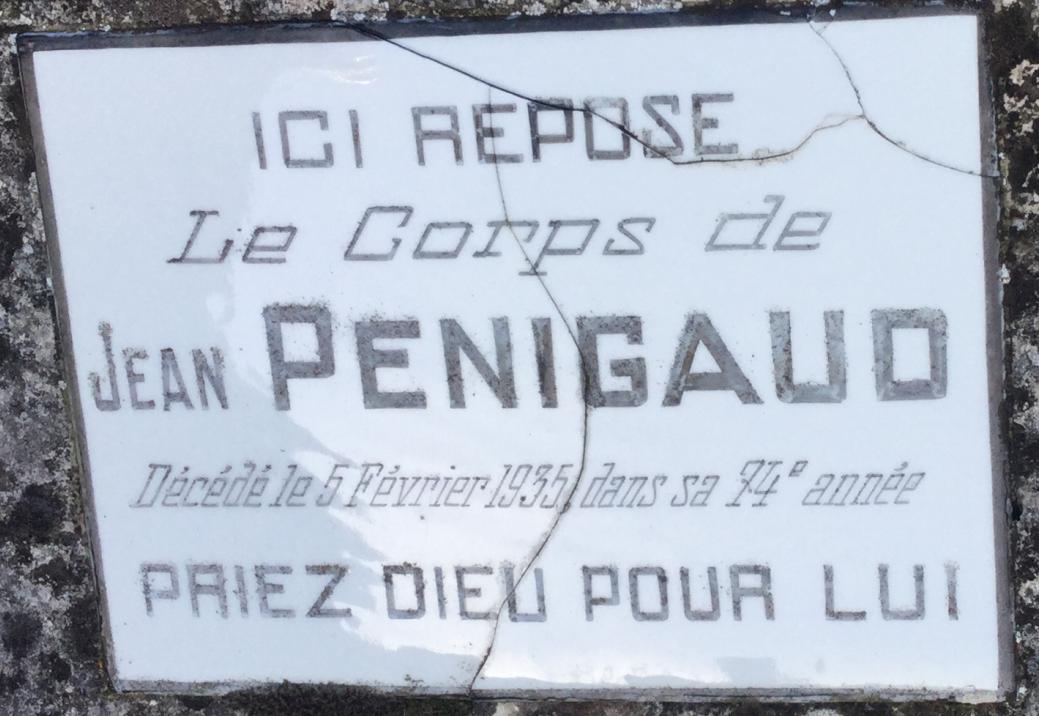 ICI REPOSE
Le Corps de
JEAN PENIGAUD
Décédé le 5 Février 1935 dans sa 74e année
PRIEZ DIEU POUR LUI